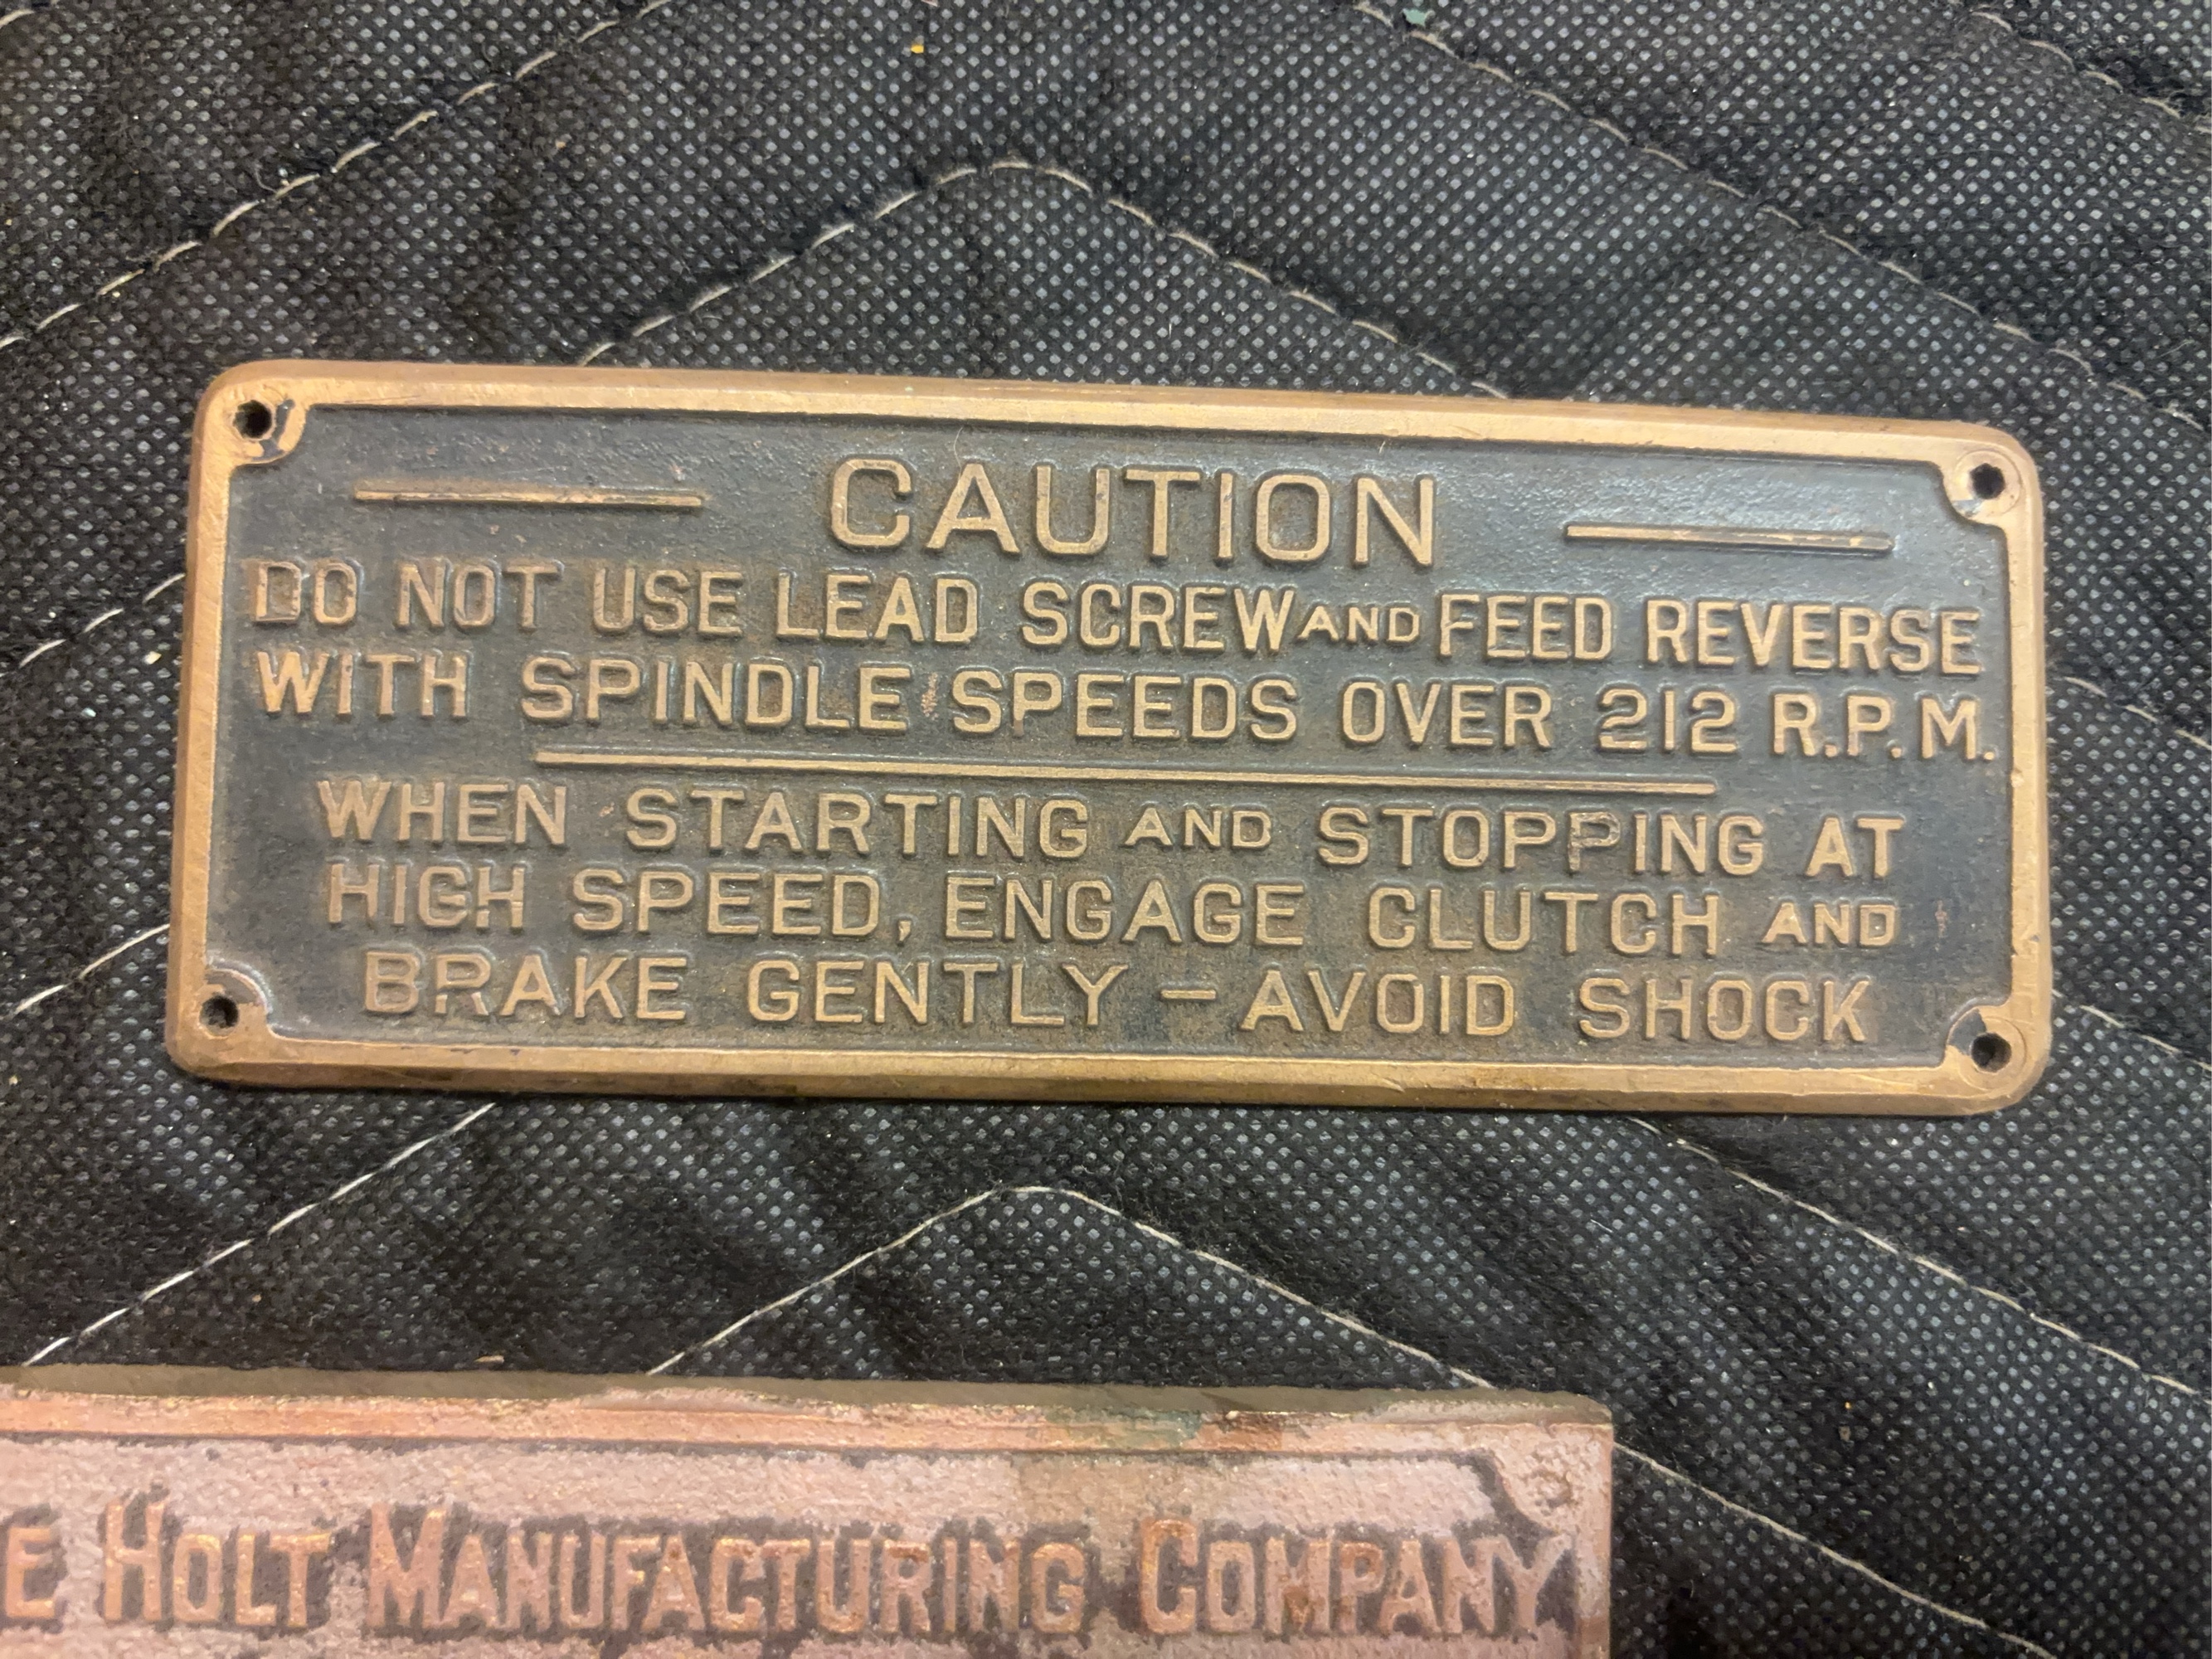 CAUTION
DO NOT USE LEAD SCREW AND FEED REVERSE
WITH SPINDLE SPEEDS OVER 212 R.P.M.
WHEN STARTING AND STOPPING AT
HIGH SPEED, ENGAGE CLUTCH AND
BRAKE GENTLY – AVOID SHOCK
E HOLT MANUFACTURING COMPANY